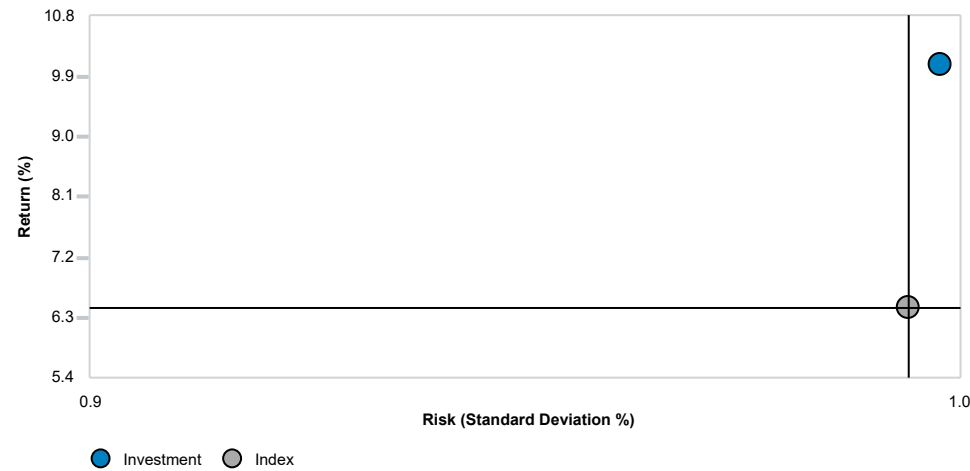 10.8
9.9
9.0
8.1
7.2
6.3
5.4
Return (%)
0.9
1.0
Risk (Standard Deviation %)
Investment
Index